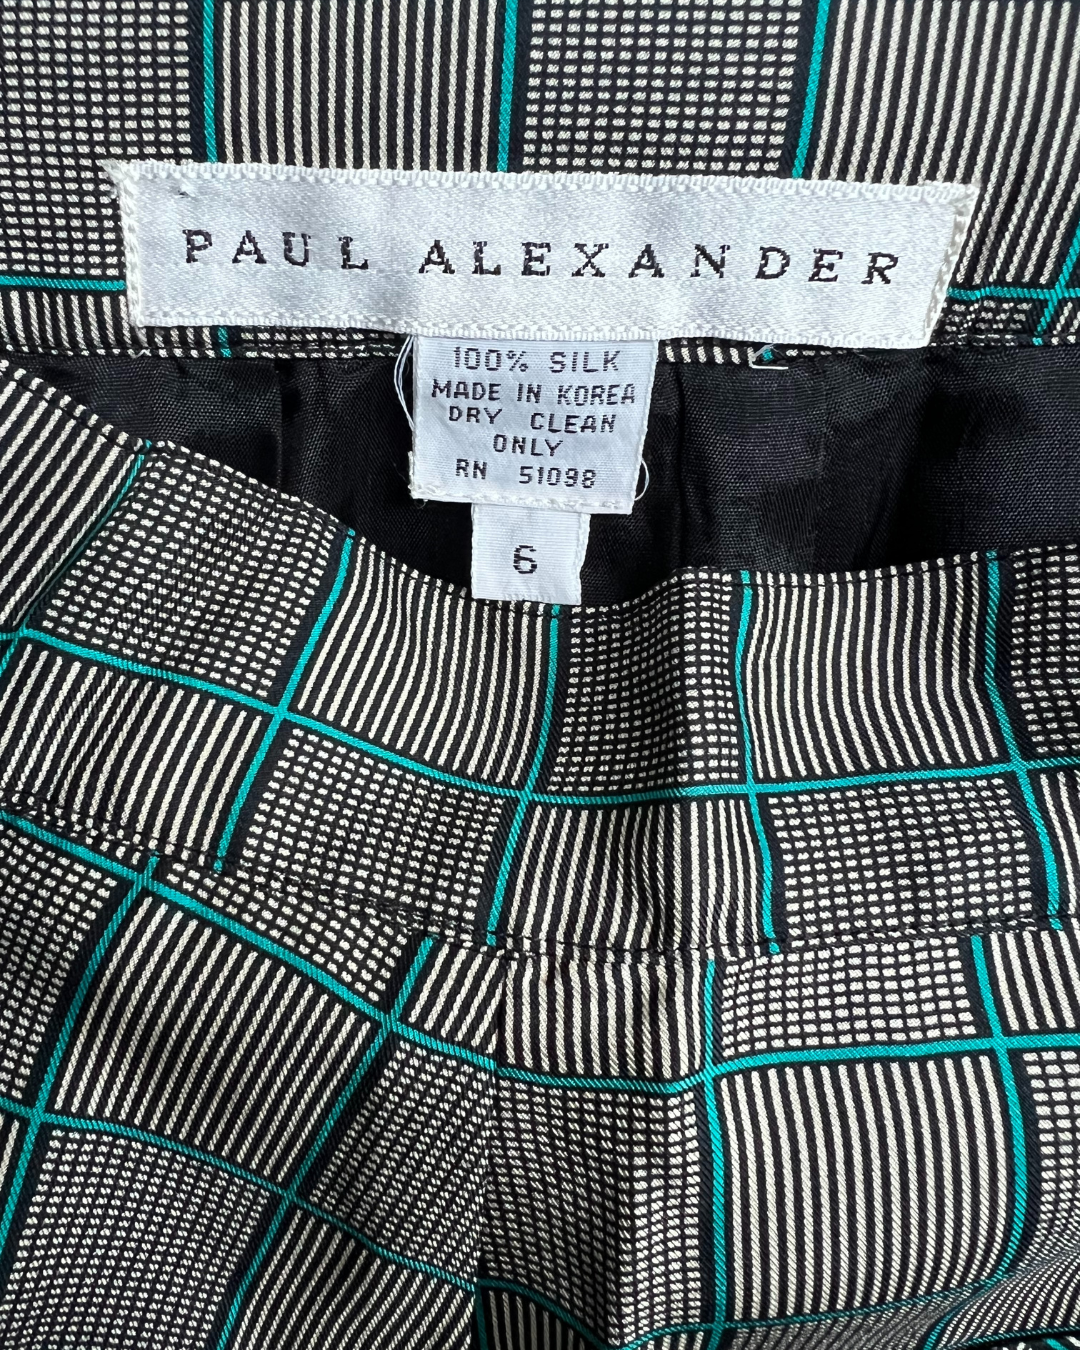 PAUL ALEXANDER
100% SILK
MADE IN KOREA
DRY CLEAN
ONLY
RN 51098
6